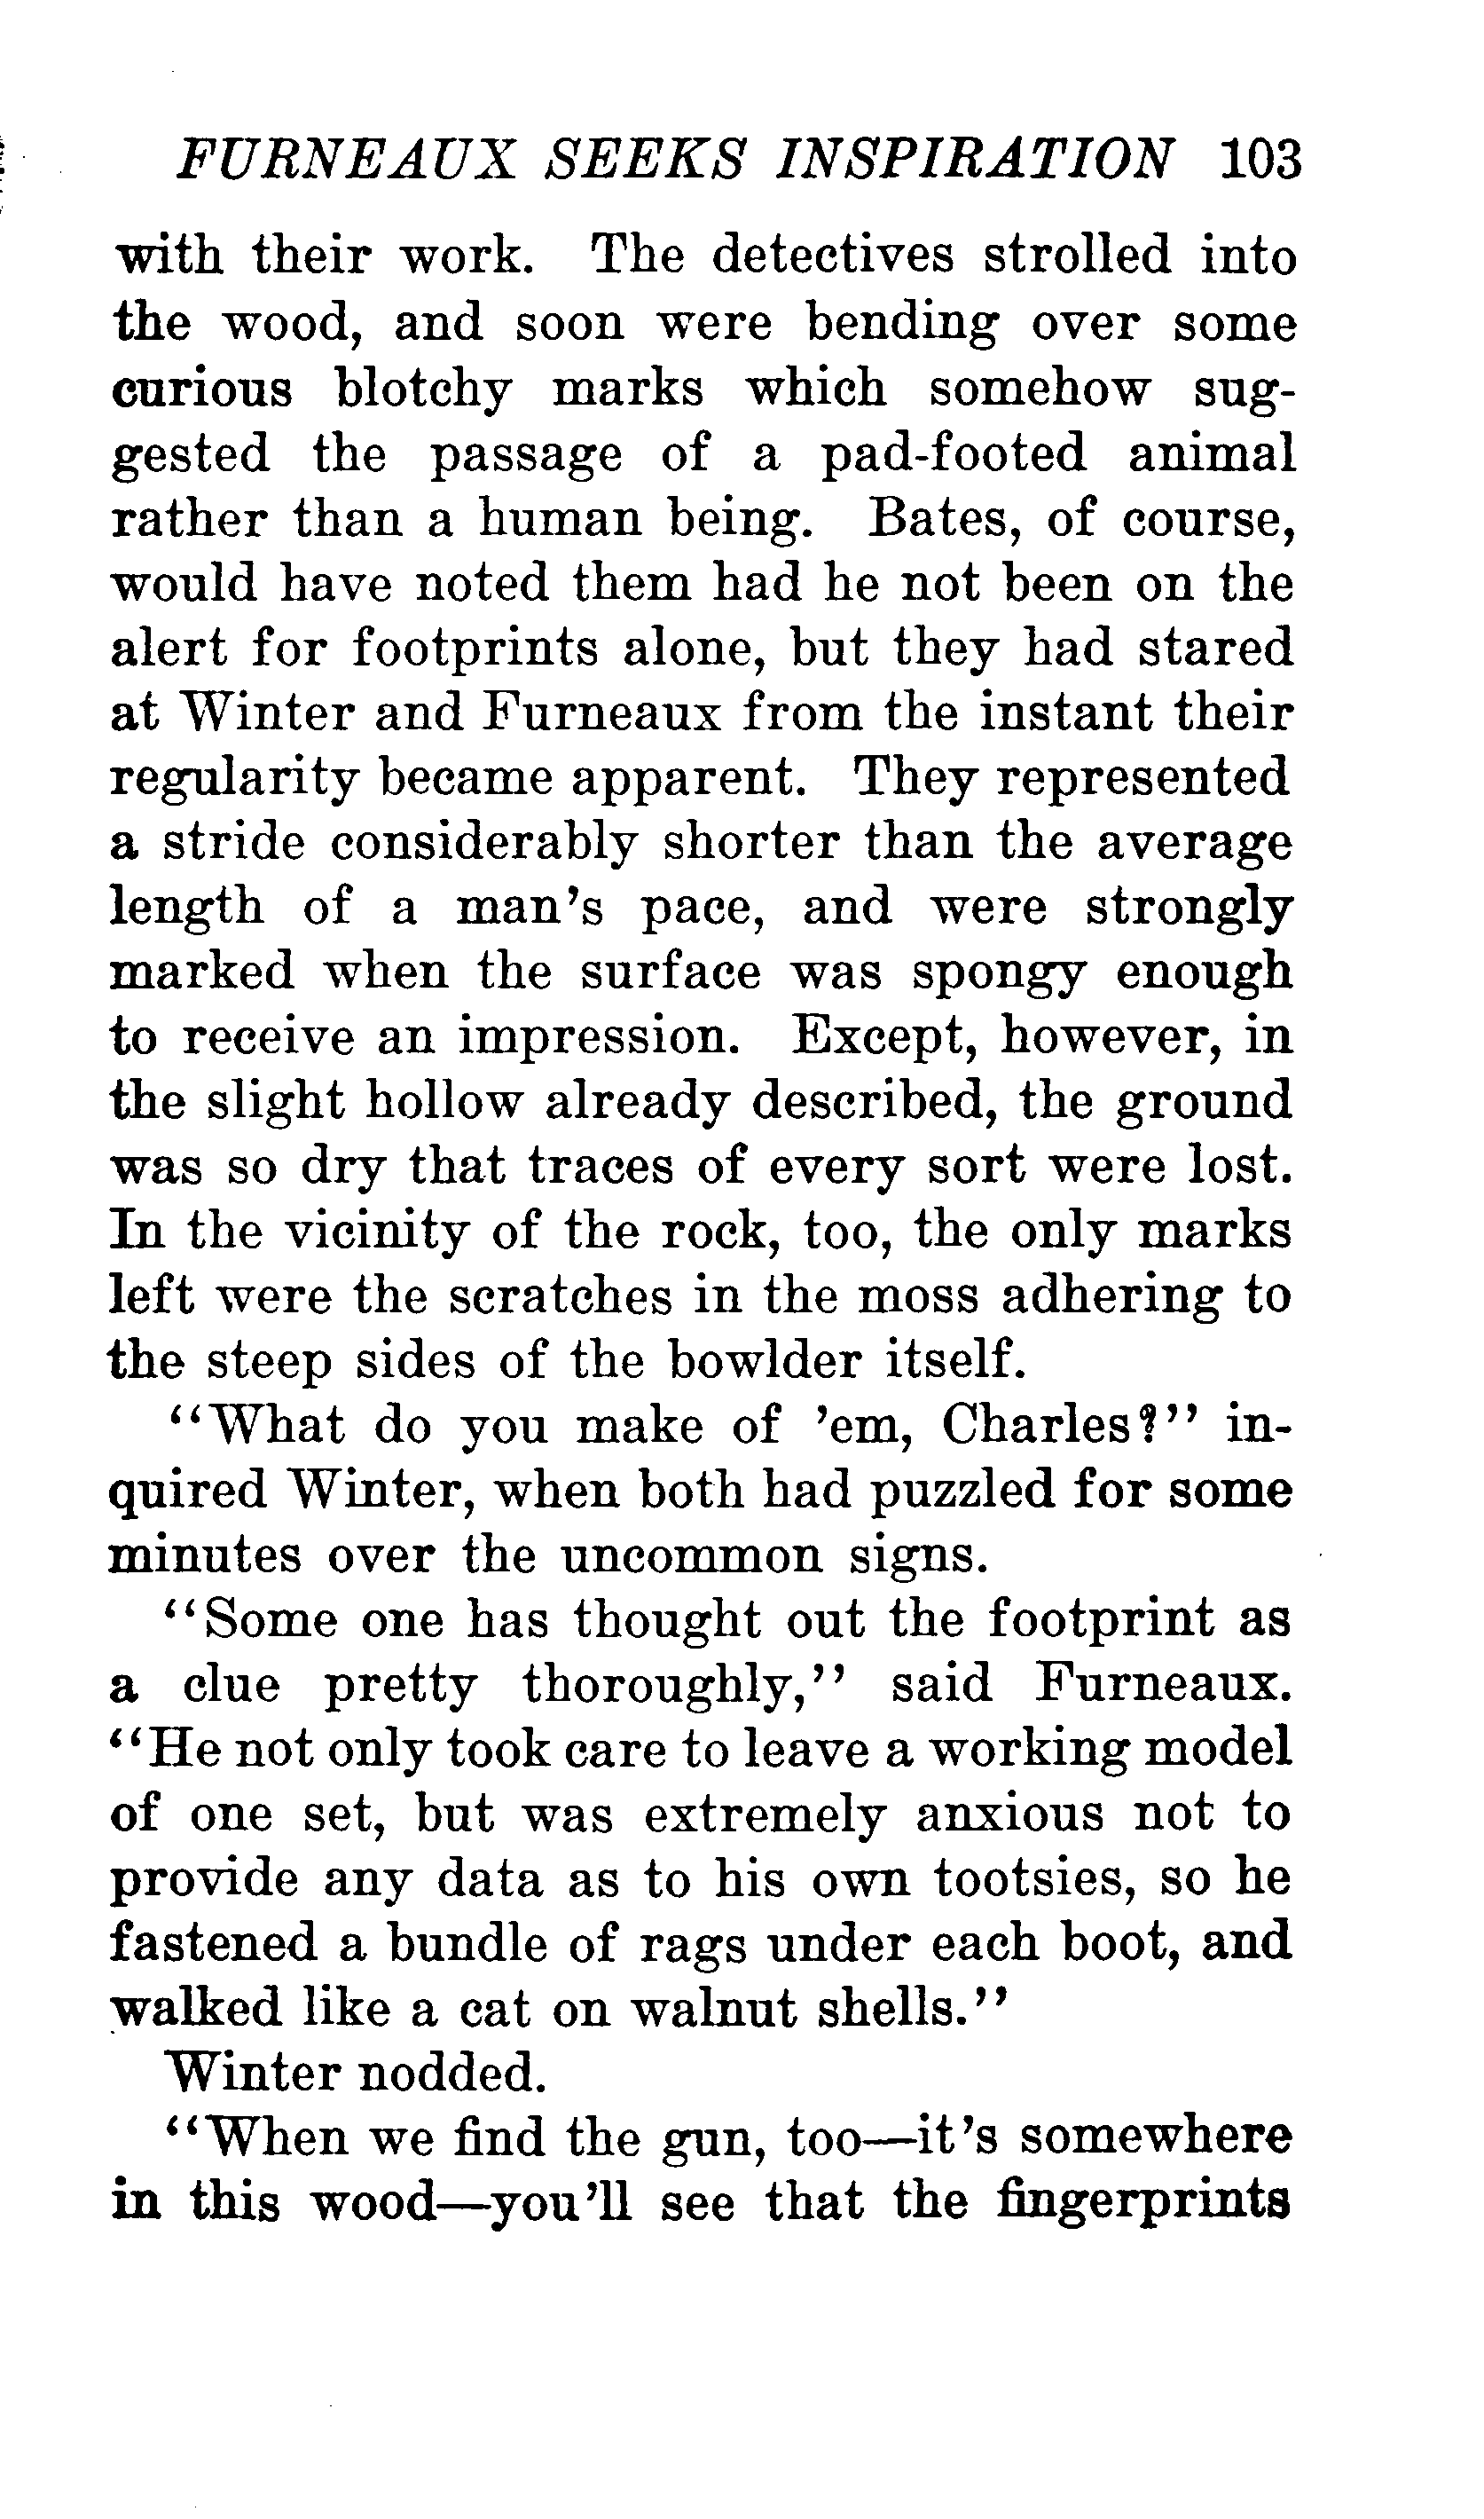 FURNEAUX SEEKS INSPIRATION 103
with their work. The detectives strolled into
the wood, and soon were bending over some
curious blotchy marks which somehow sug-
gested the passage of a pad-footed animal
rather than a human being. Bates, of course,
would have noted them had he not been on the
alert for footprints alone, but they had stared
at Winter and Furneaux from the instant their
regularity became apparent. They represented
a stride considerably shorter than the average
length of a man's pace, and were strongly
marked when the surface was spongy enough
to receive an impression. Except, however, in
the slight hollow already described, the ground
was so dry that traces of every sort were lost.
In the vicinity of the rock, too, the only marks
left were the scratches in the moss adhering to
the steep sides of the bowlder itself.
"What do you make of 'em, Charles?" in-
quired Winter, when both had puzzled for some
minutes over the uncommon signs.
"Some one has thought out the footprint as
a clue pretty thoroughly," said Furneaux.
"He not only took care to leave a working model
of one set, but was extremely anxious not to
provide any data as to his own tootsies, so he
fastened a bundle of rags under each boot, and
walked like a cat on walnut shells."
Winter nodded.
"When we find the gun, too—it's somewhere
in this wood—you'll see that the fingerprints